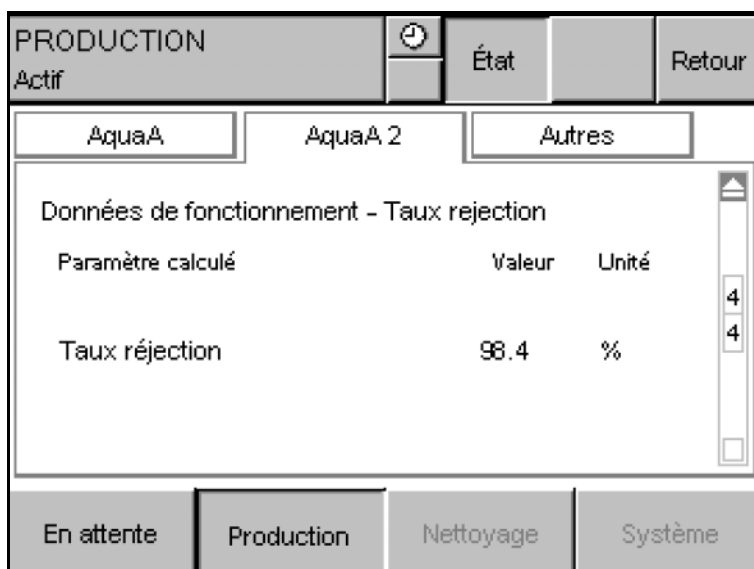 PRODUCTION
Actif
État
Retour
AquaA
AquaA 2
Autres
Données de fonctionnement - Taux rejection
Paramètre calculé Valeur Unité
4
4
Taux réjection 98.4 %
En attente
Production
Nettoyage
Système